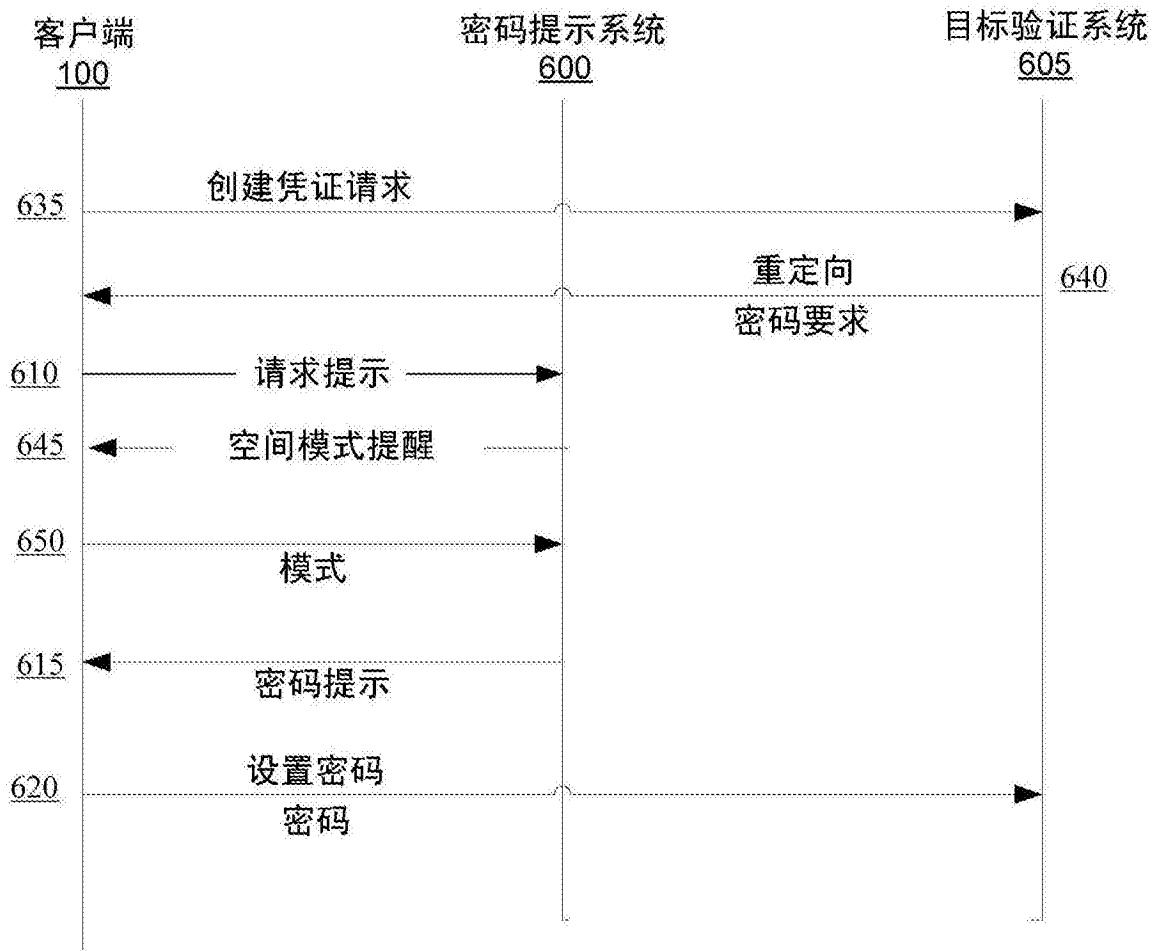 客户端
100
密码提示系统
600
目标验证系统
605
635
创建凭证请求
重定向
640
密码要求
610
请求提示
645
空间模式提醒
650
模式
615
密码提示
设置密码
620
密码